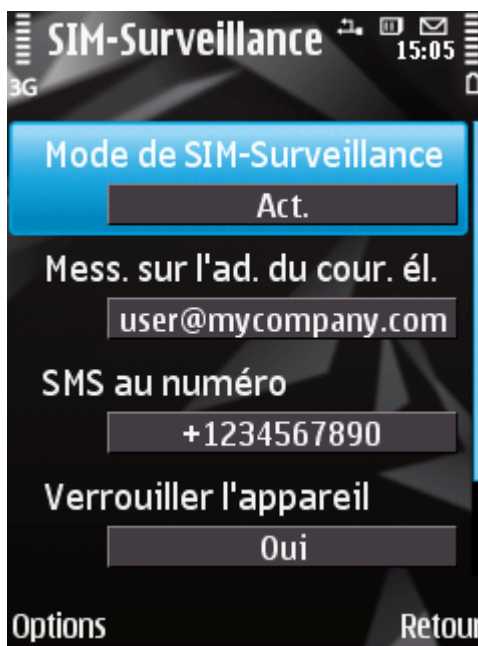 SIM-Surveillance
15:05
3G
Mode de SIM-Surveillance
Act.
Mess. sur l'ad. du cour. él.
user@mycompany.com
SMS au numéro
+1234567890
Verrouiller l'appareil
Oui
Options Retour